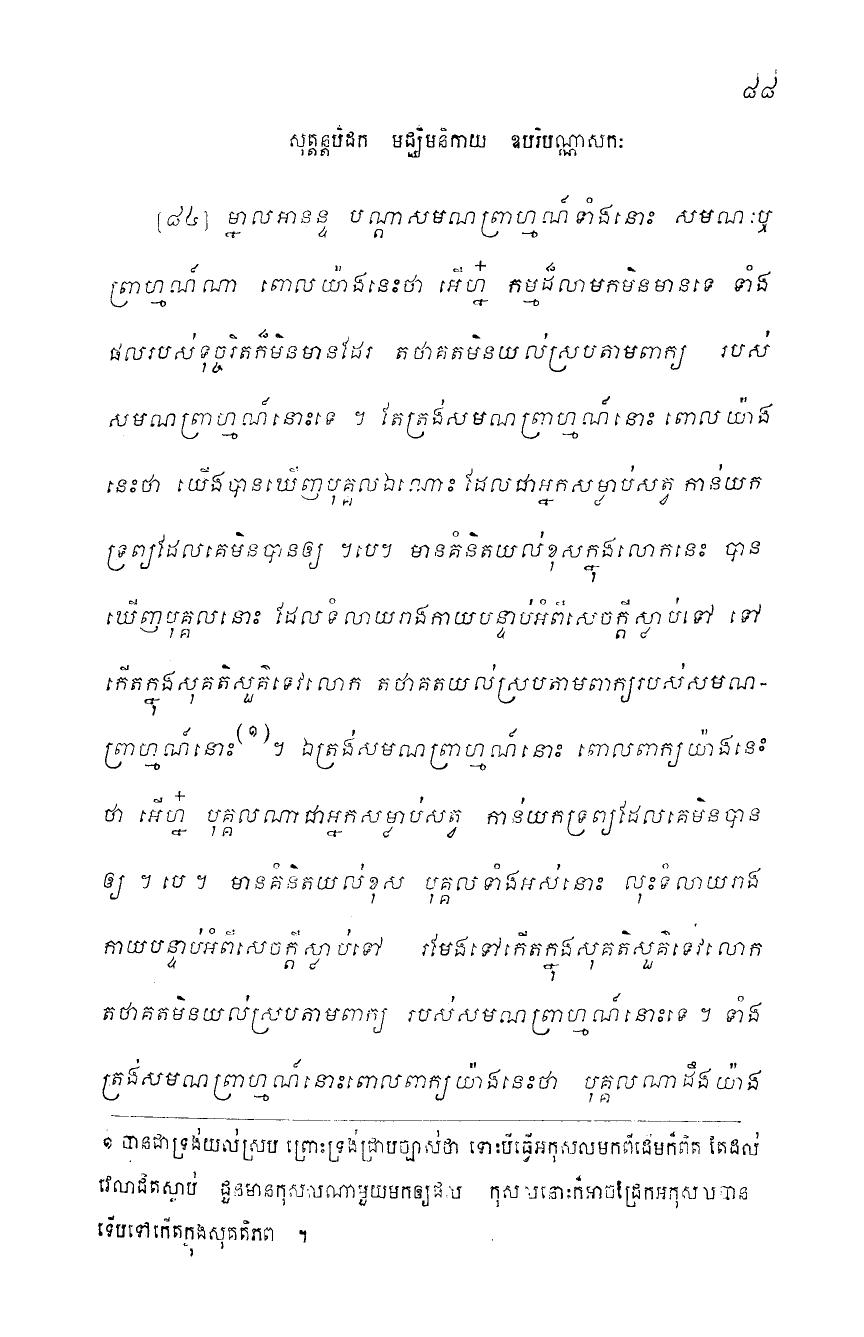 ៨៨
សុត្តន្តបិដក មជ្ឈិមនិកាយ ឧបរិបណ្ណាសកៈ
[៨៤] ម្នាលអានន្ទ បណ្តាសមណព្រាហ្មណ៍ទាំងនោះ សមណៈឬ
ព្រាហ្មណ៍ណា ពោលយ៉ាងនេះថា អើហ្ន៎ កម្មដ៏លាមកមិនមានទេ ទាំង
ផលរបស់ទុច្ចរិតក៏មិនមានដែរ តថាគតមិនយល់ស្របតាមពាក្យ របស់
សមណព្រាហ្មណ៍នោះទេ ។ តែត្រង់សមណព្រាហ្មណ៍នោះ ពោលយ៉ាង
នេះថា យើងបានឃើញបុគ្គលឯណោះ ដែលជាអ្នកសម្លាប់សត្វ កាន់យក
ទ្រព្យដែលគេមិនបានឲ្យ ។បេ។ មានគំនិតយល់ខុសក្នុងលោកនេះ បាន
ឃើញបុគ្គលនោះ ដែលទំលាយរាងកាយបន្ទាប់អំពីសេចក្តីស្លាប់ទៅ ទៅ
កើតក្នុងសុគតិសួគ៌ទេវលោក តថាគតយល់ស្របតាមពាក្យរបស់សមណ-
ព្រាហ្មណ៍នោះ(១)។ ឯត្រង់សមណព្រាហ្មណ៍នោះ ពោលពាក្យយ៉ាងនេះ
ថា អើហ្ន៎ បុគ្គលណាជាអ្នកសម្លាប់សត្វ កាន់យកទ្រព្យដែលគេមិនបាន
ឲ្យ ។ បេ ។ មានគំនិតយល់ខុស បុគ្គលទាំងអស់នោះ លុះទំលាយរាង
កាយបន្ទាប់អំពីសេចក្តីស្លាប់ទៅ រមែងទៅកើតក្នុងសុគតិសួគ៌ទេវលោក
តថាគតមិនយល់ស្របតាមពាក្យ របស់សមណព្រាហ្មណ៍នោះទេ ។ ទាំង
ត្រង់សមណព្រាហ្មណ៍នោះពោលពាក្យយ៉ាងនេះថា បុគ្គលណាដឹងយ៉ាង
១ បានជាទ្រង់យល់ស្រប ព្រោះទ្រង់ជ្រាបច្បាស់ថា ទោះបីធ្វើអកុសលមកពីដើមក៏ពិត តែដល់
វេលាជិតស្លាប់ ជួនមានកុសលណាមួយមកឲ្យផល កុសលនោះក៏អាចជ្រែកអកុសលបាន
ទើបទៅកើតក្នុងសុគតិភព ។